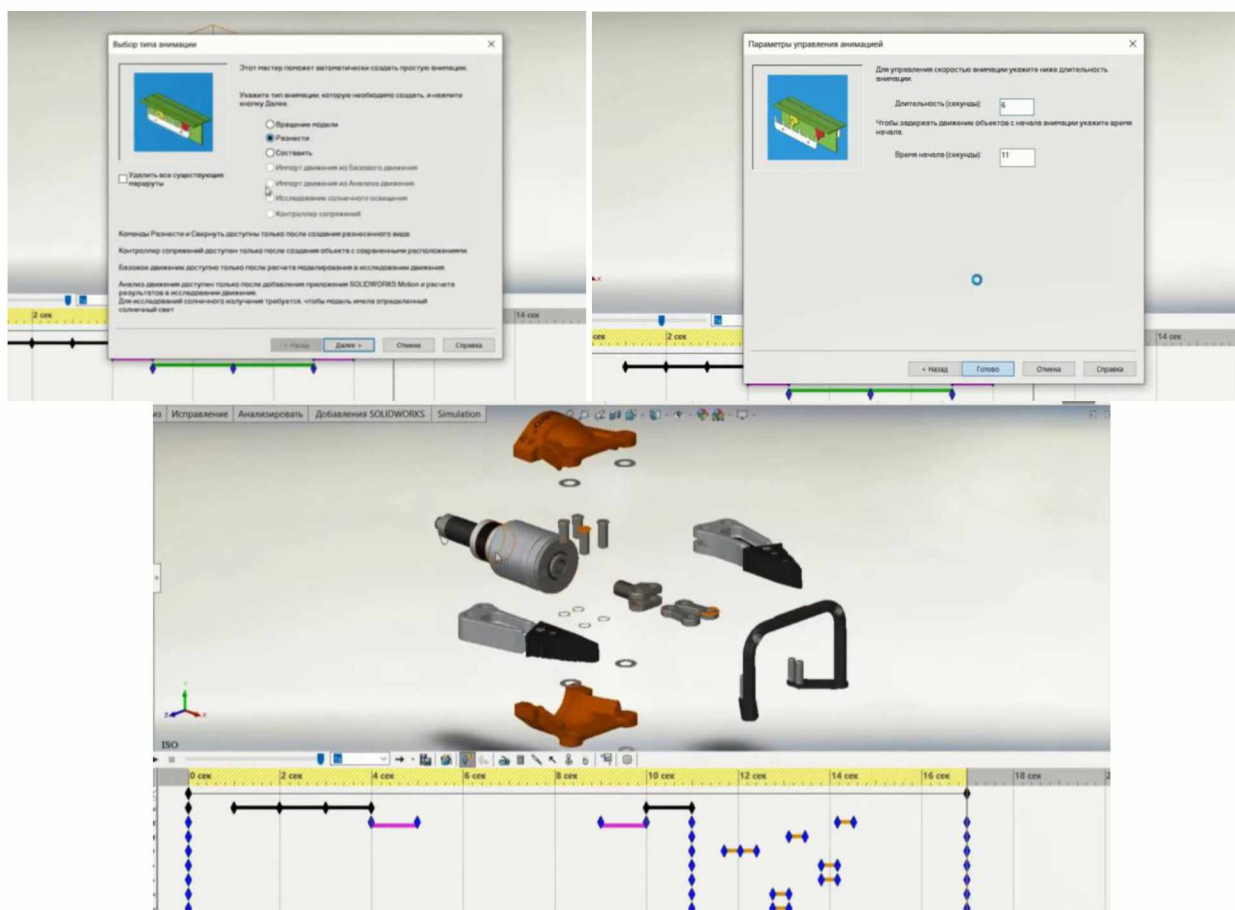 Выбор типа анимации
Этот мастер поможет автоматически создать простую анимацию.
Укажите тип анимации, которую необходимо создать, и нажмите
кнопку Далее.
Вращение модели
Разнести
Составить
Импорт движения из Базового движения
Импорт движения из Анализа движения
Исследование солнечного освещения
Контроллер сопряжений
Удалить все существующие
маршруты
Команды Разнести и Свернуть доступны только после создания разнесенного вида.
Контроллер сопряжений доступен только после создания объекта с сопряженными расположениями.
Базовое движение доступно только после расчета моделирования в исследовании движения.
Анализ движения доступен только после добавления приложения SOLIDWORKS Motion и расчета
результатов в исследовании движения.
Для исследований солнечного излучения требуется, чтобы модель имела определенный
солнечный свет
< Назад Далее > Отмена Справка
2 сек 14 сек
Параметры управления анимацией
Для управления скоростью анимации укажите ниже длительность
анимации.
Длительность (секунды): 6
Чтобы задержать движение объектов с начала анимации укажите время
начала.
Время начала (секунды): 11
< Назад Готово Отмена Справка
сек 2 сек 14 сек
Исправление Анализировать Добавления SOLIDWORKS Simulation
ISO
0 сек 2 сек 4 сек 6 сек 8 сек 10 сек 12 сек 14 сек 16 сек 18 сек